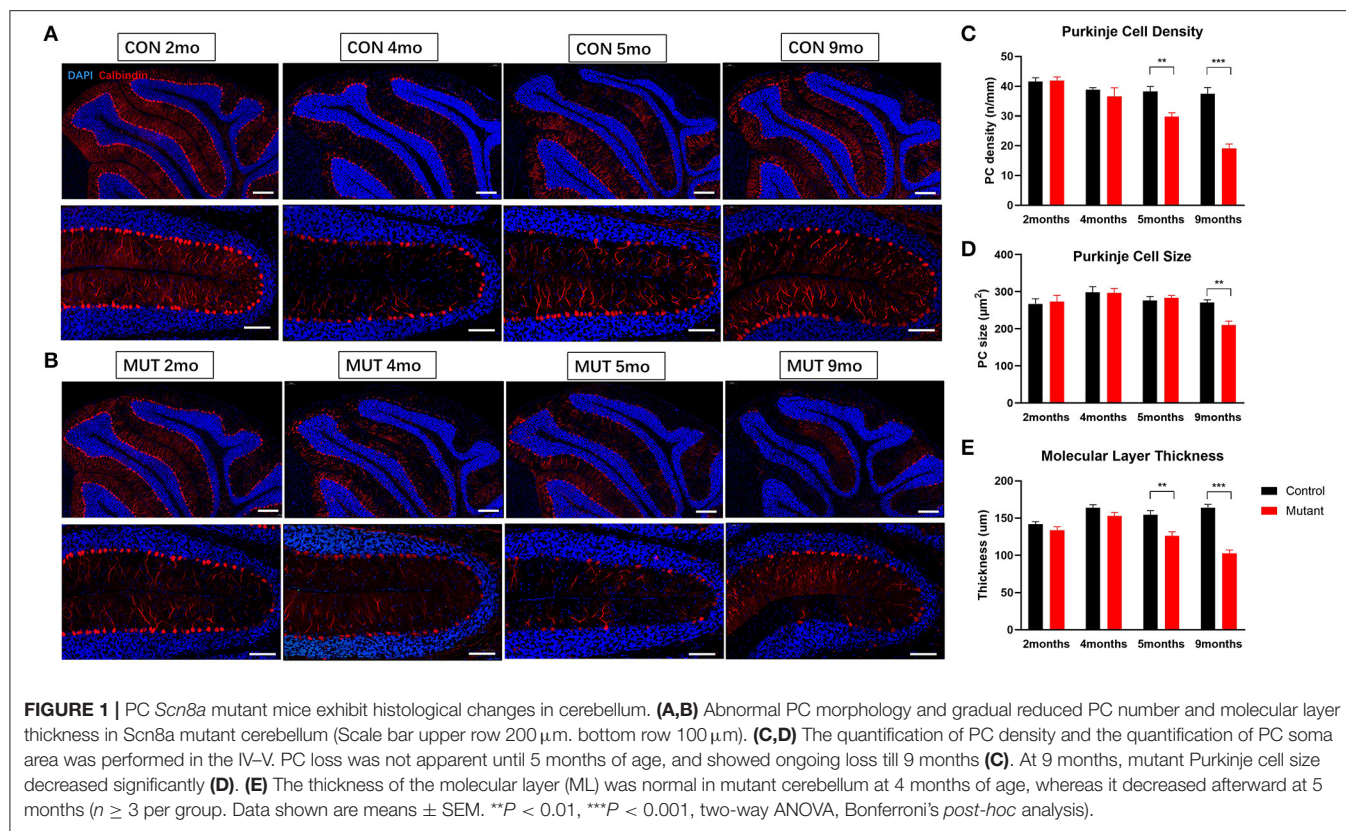 A
CON 2mo
CON 4mo
CON 5mo
CON 9mo
DAPI Calbindin
B
MUT 2mo
MUT 4mo
MUT 5mo
MUT 9mo
C
Purkinje Cell Density
PC density (n/mm)
50
40
30
20
10
0
** ***
2months 4months 5months 9months
D
Purkinje Cell Size
PC size (μm²)
400
300
200
100
0
**
2months 4months 5months 9months
E
Molecular Layer Thickness
Thickness (um)
200
150
100
50
0
** ***
2months 4months 5months 9months
Control
Mutant
FIGURE 1 | PC Scn8a mutant mice exhibit histological changes in cerebellum. (A,B) Abnormal PC morphology and gradual reduced PC number and molecular layer
thickness in Scn8a mutant cerebellum (Scale bar upper row 200 μm. bottom row 100 μm). (C,D) The quantification of PC density and the quantification of PC soma
area was performed in the IV–V. PC loss was not apparent until 5 months of age, and showed ongoing loss till 9 months (C). At 9 months, mutant Purkinje cell size
decreased significantly (D). (E) The thickness of the molecular layer (ML) was normal in mutant cerebellum at 4 months of age, whereas it decreased afterward at 5
months (n ≥ 3 per group. Data shown are means ± SEM. **P < 0.01, ***P < 0.001, two-way ANOVA, Bonferroni's post-hoc analysis).